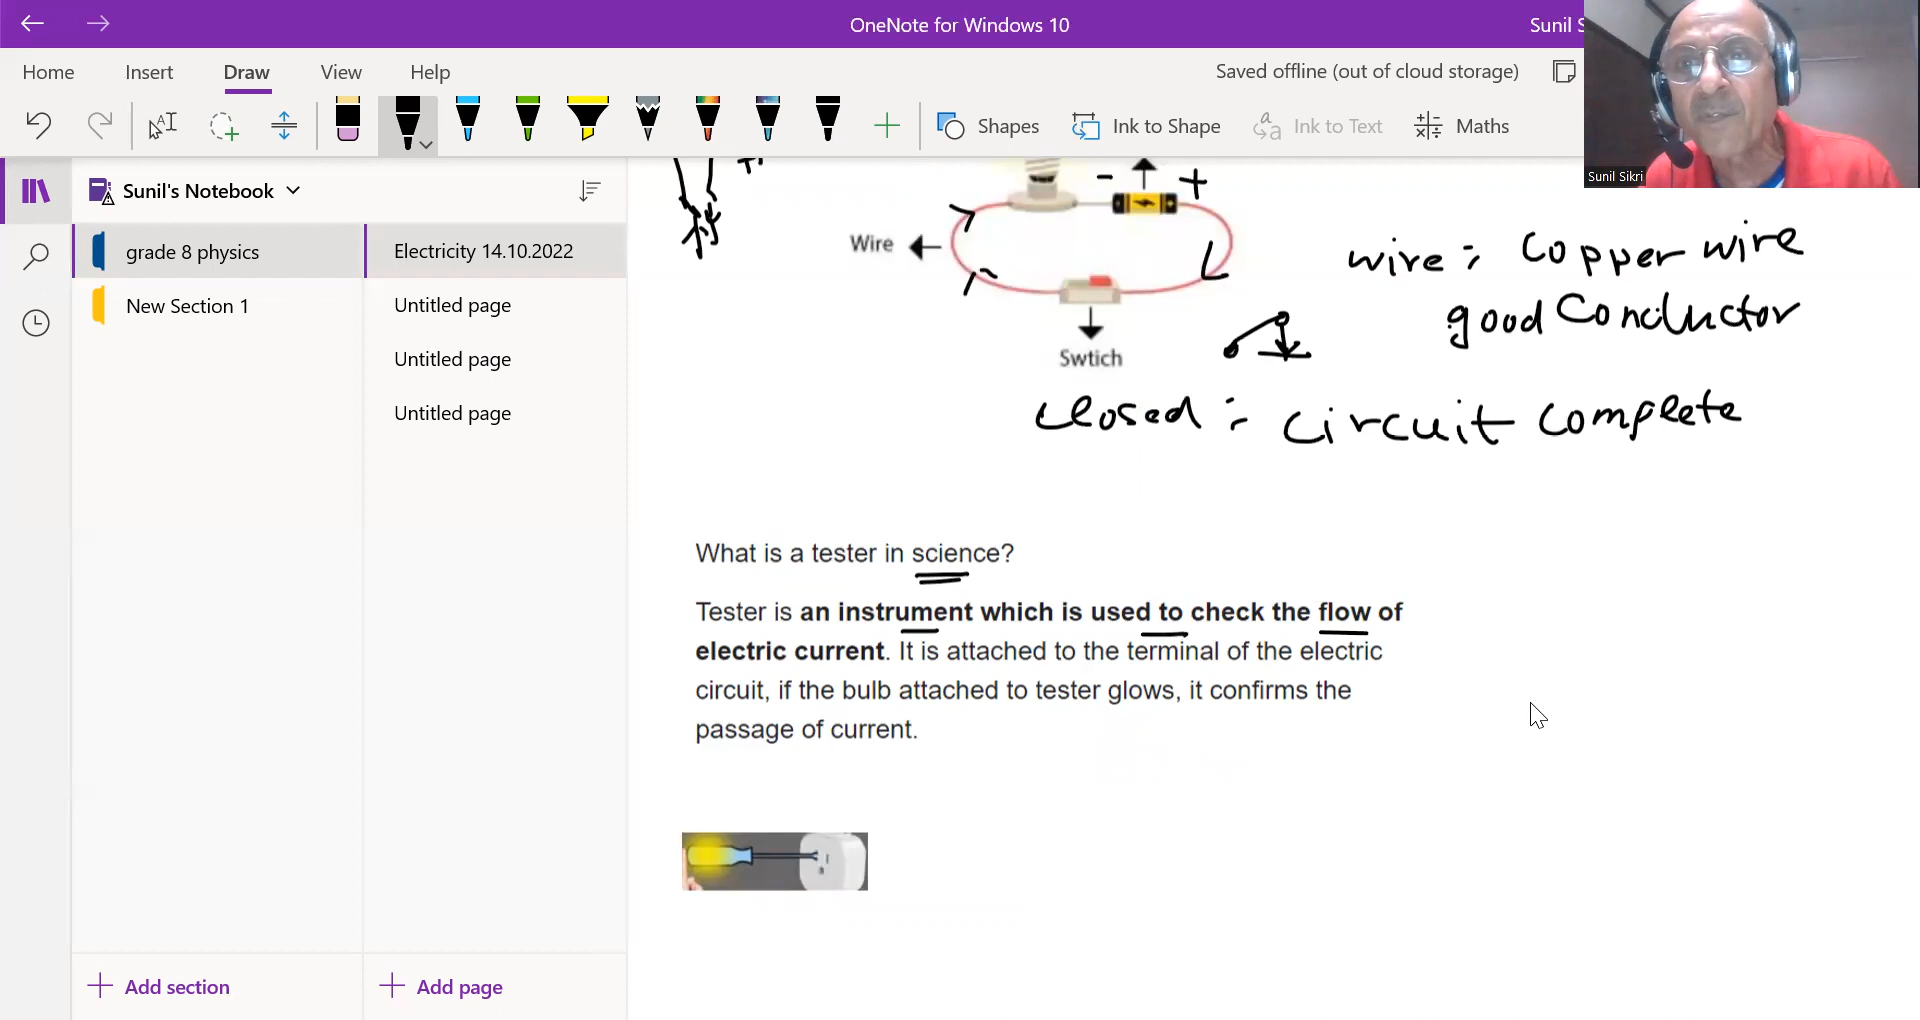 OneNote for Windows 10
Sunil S
Home Insert Draw View Help
Saved offline (out of cloud storage)
Shapes Ink to Shape Ink to Text Maths
Sunil Sikri
Sunil's Notebook
grade 8 physics
New Section 1
Electricity 14.10.2022
Untitled page
Untitled page
Untitled page
- +
Wire
wire : Copper wire
good Conductor
Swtich
closed : circuit complete
What is a tester in science?
Tester is an instrument which is used to check the flow of
electric current. It is attached to the terminal of the electric
circuit, if the bulb attached to tester glows, it confirms the
passage of current.
Add section
Add page